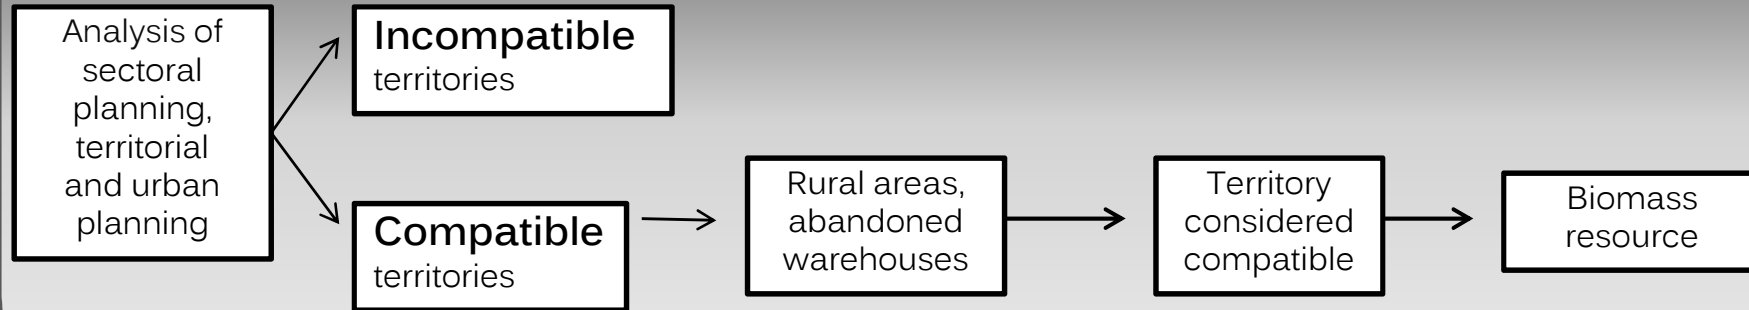 Analysis of
sectoral
planning,
territorial
and urban
planning
Incompatible
territories
Compatible
territories
Rural areas,
abandoned
warehouses
Territory
considered
compatible
Biomass
resource